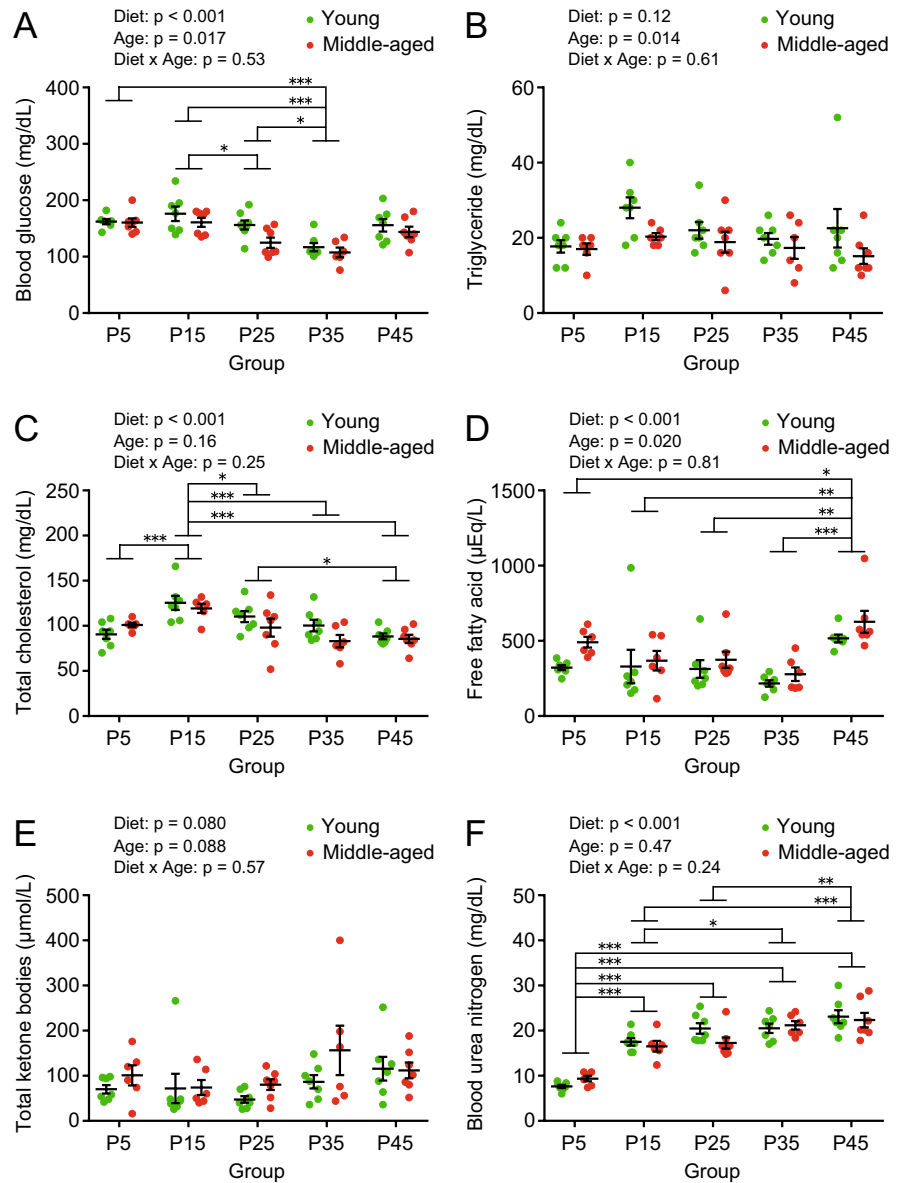 A
Diet: p < 0.001
Age: p = 0.017
Diet x Age: p = 0.53
Young
Middle-aged
Blood glucose (mg/dL)
400
300
200
100
0
***
***
*
*
P5 P15 P25 P35 P45
Group
B
Diet: p = 0.12
Age: p = 0.014
Diet x Age: p = 0.61
Young
Middle-aged
Triglyceride (mg/dL)
60
40
20
0
P5 P15 P25 P35 P45
Group
C
Diet: p < 0.001
Age: p = 0.16
Diet x Age: p = 0.25
Young
Middle-aged
Total cholesterol (mg/dL)
250
200
150
100
50
0
*
***
***
***
*
P5 P15 P25 P35 P45
Group
D
Diet: p < 0.001
Age: p = 0.020
Diet x Age: p = 0.81
Young
Middle-aged
Free fatty acid (µEq/L)
1500
1000
500
0
*
**
**
***
P5 P15 P25 P35 P45
Group
E
Diet: p = 0.080
Age: p = 0.088
Diet x Age: p = 0.57
Young
Middle-aged
Total ketone bodies (µmol/L)
500
400
300
200
100
0
P5 P15 P25 P35 P45
Group
F
Diet: p < 0.001
Age: p = 0.47
Diet x Age: p = 0.24
Young
Middle-aged
Blood urea nitrogen (mg/dL)
50
40
30
20
10
0
**
***
*
***
***
***
***
P5 P15 P25 P35 P45
Group